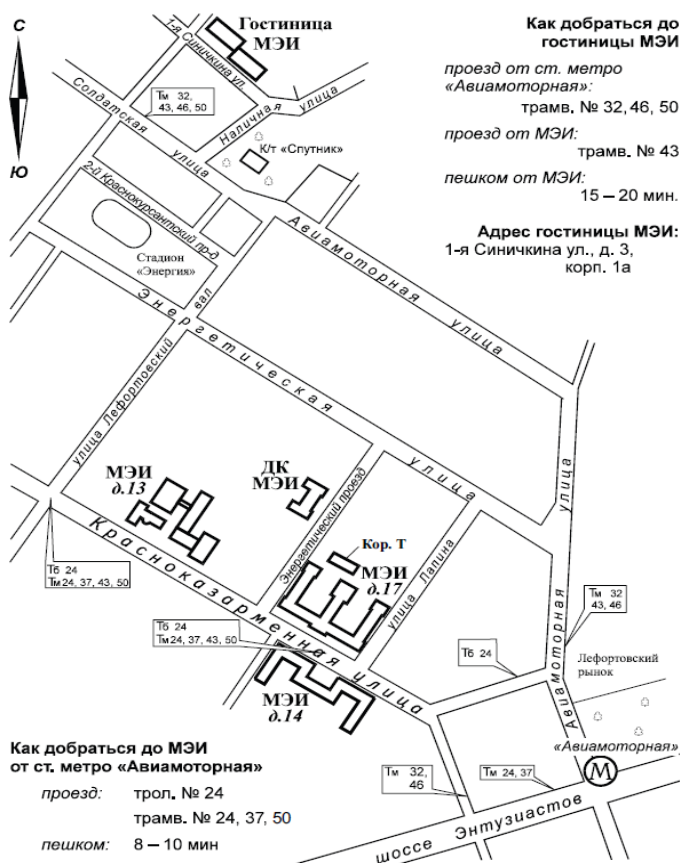 С
Ю
Гостиница
МЭИ
1-я Синичкина ул.
Как добраться до
гостиницы МЭИ
проезд от ст. метро
«Авиамоторная»:
трамв. № 32, 46, 50
проезд от МЭИ:
трамв. № 43
пешком от МЭИ:
15 – 20 мин.
Адрес гостиницы МЭИ:
1-я Синичкина ул., д. 3,
корп. 1а
Солдатская улица
Тм 32,
43, 46, 50
Наличная улица
К/т «Спутник»
2-й Краснокурсантский пр-д
Стадион
«Энергия»
Авиамоторная улица
Энергетическая улица
улица Лефортовский вал
МЭИ
д.13
ДК
МЭИ
Энергетический проезд
Кор. Т
МЭИ
д.17
улица Лапина
Красноказарменная улица
Тб 24
Тм 24, 37, 43, 50
Тб 24
Тм 24, 37, 43, 50
МЭИ
д.14
Тб 24
Авиамоторная улица
Тм 32
43, 46
Лефортовский
рынок
«Авиамоторная»
М
Тм 32,
46
Тм 24, 37
шоссе Энтузиастов
Как добраться до МЭИ
от ст. метро «Авиамоторная»
проезд: трол. № 24
трамв. № 24, 37, 50
пешком: 8 – 10 мин